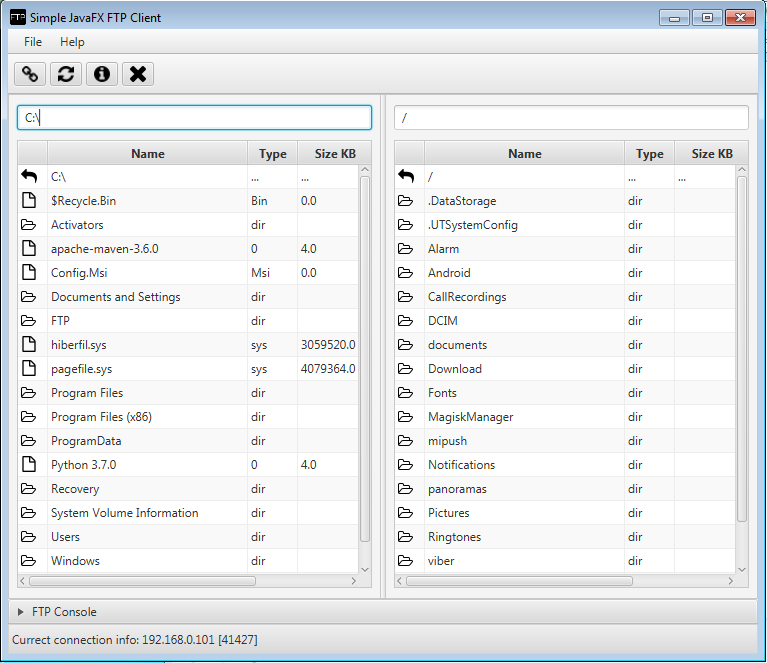 FTP Simple JavaFX FTP Client
File Help
C:\
Name Type Size KB
C:\ ... ...
$Recycle.Bin Bin 0.0
Activators dir
apache-maven-3.6.0 0 4.0
Config.Msi Msi 0.0
Documents and Settings dir
FTP dir
hiberfil.sys sys 3059520.0
pagefile.sys sys 4079364.0
Program Files dir
Program Files (x86) dir
ProgramData dir
Python 3.7.0 0 4.0
Recovery dir
System Volume Information dir
Users dir
Windows dir
/
Name Type Size KB
/ ... ...
.DataStorage dir
.UTSystemConfig dir
Alarm dir
Android dir
CallRecordings dir
DCIM dir
documents dir
Download dir
Fonts dir
MagiskManager dir
mipush dir
Notifications dir
panoramas dir
Pictures dir
Ringtones dir
viber dir
FTP Console
Currect connection info: 192.168.0.101 [41427]